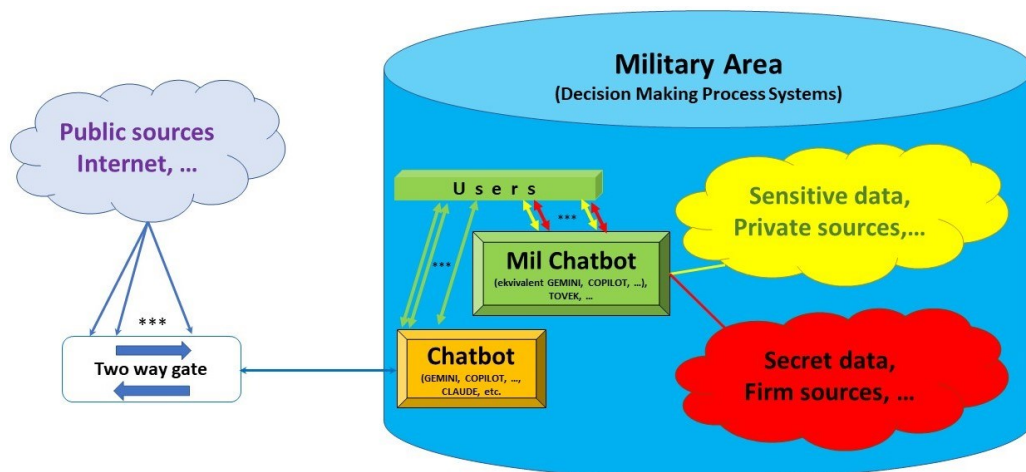 Military Area
(Decision Making Process Systems)
Public sources
Internet, ...
Users
...
Sensitive data,
Private sources,...
Mil Chatbot
(ekvivalent GEMINI, COPILOT, ...),
TOVEK, ...
...
***
Two way gate
Chatbot
(GEMINI, COPILOT, ...,
CLAUDE, etc.
Secret data,
Firm sources, ...